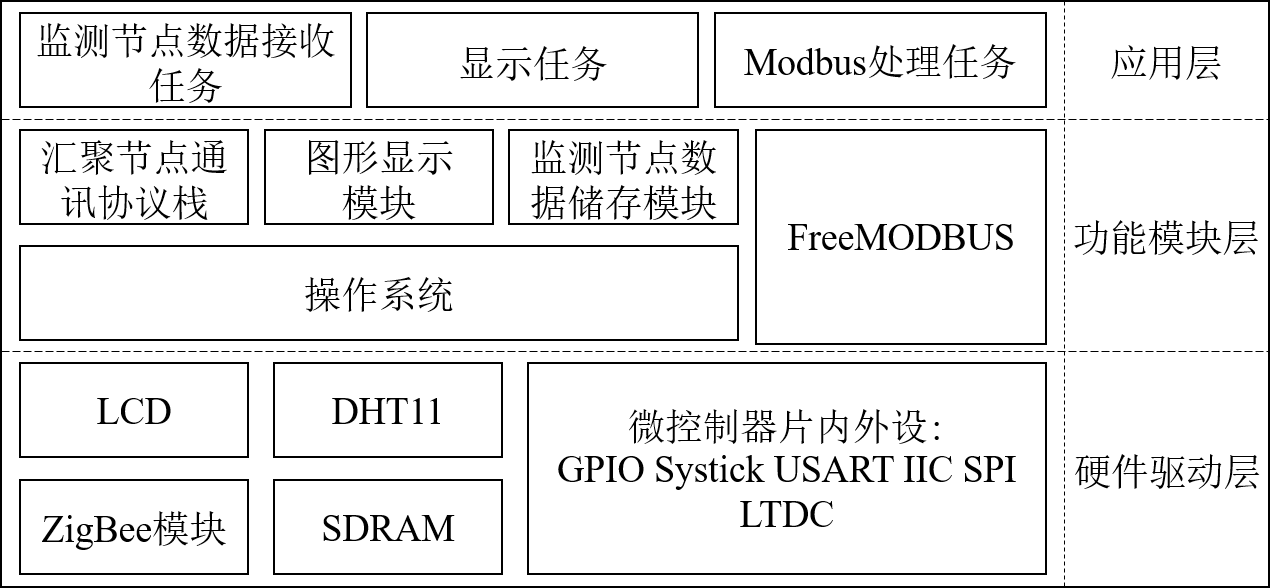 监测节点数据接收
任务
显示任务
Modbus处理任务
应用层
汇聚节点通
讯协议栈
图形显示
模块
监测节点数
据储存模块
FreeMODBUS
功能模块层
操作系统
LCD
DHT11
微控制器片内外设：
GPIO Systick USART IIC SPI
LTDC
硬件驱动层
ZigBee模块
SDRAM